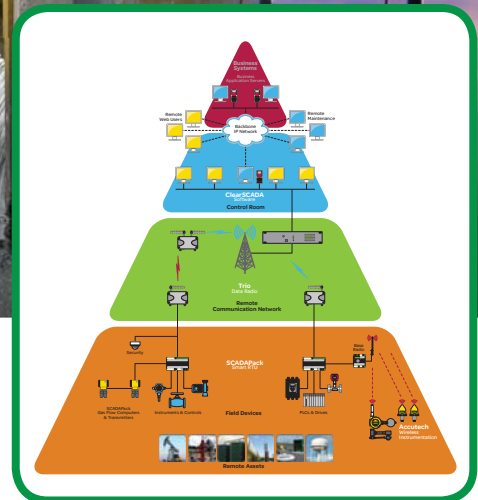 Business
Systems
Business
Application Servers
Remote
Web Users
Remote
Maintenance
Backbone
IP Network
ClearSCADA
Software
Control Room
Trio
Data Radio
Remote
Communication Network
Security
SCADAPack
Smart RTU
Base
Radio
SCADAPack
Gas Flow Computers
& Transmitters
Instruments & Controls
Field Devices
PLCs & Drives
Accutech
Wireless
Instrumentation
Remote Assets